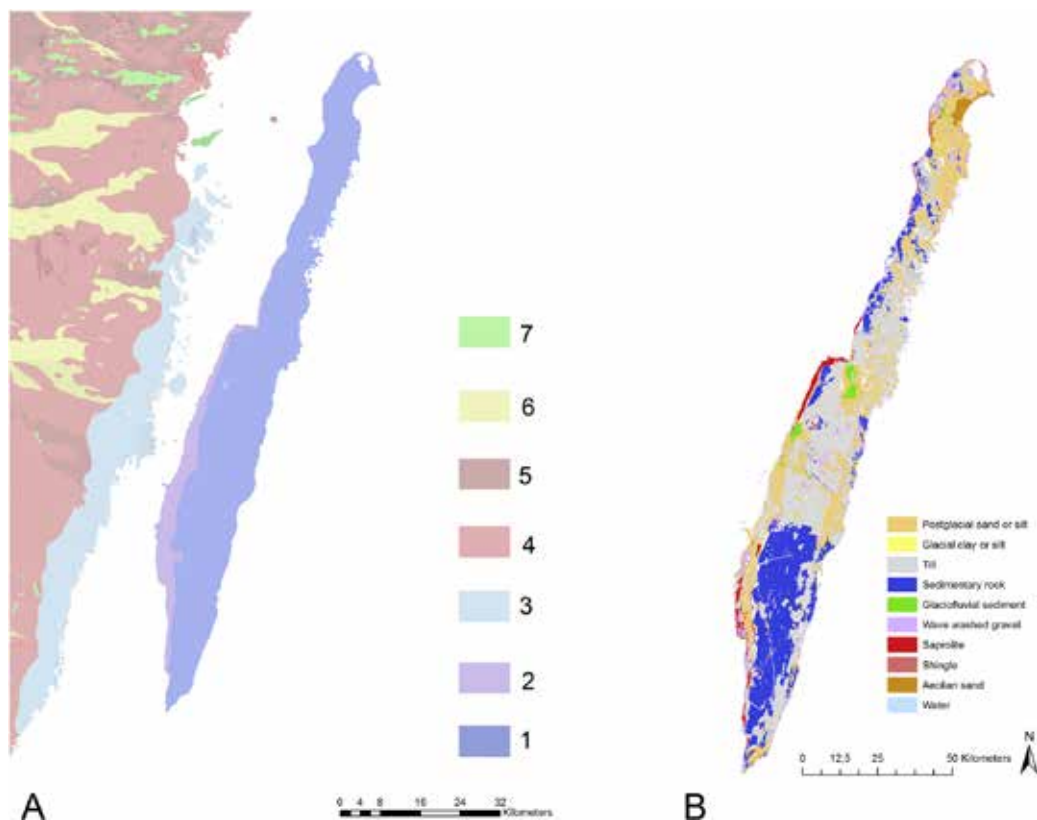 7
6
5
4
3
2
1
A
0 4 8 16 24 32
Kilometers
Postglacial sand or silt
Glacial clay or silt
Till
Sedimentary rock
Glaciofluvial sediment
Wave washed gravel
Saprolite
Shingle
Aeolian sand
Water
N
0 12,5 25 50 Kilometers
B